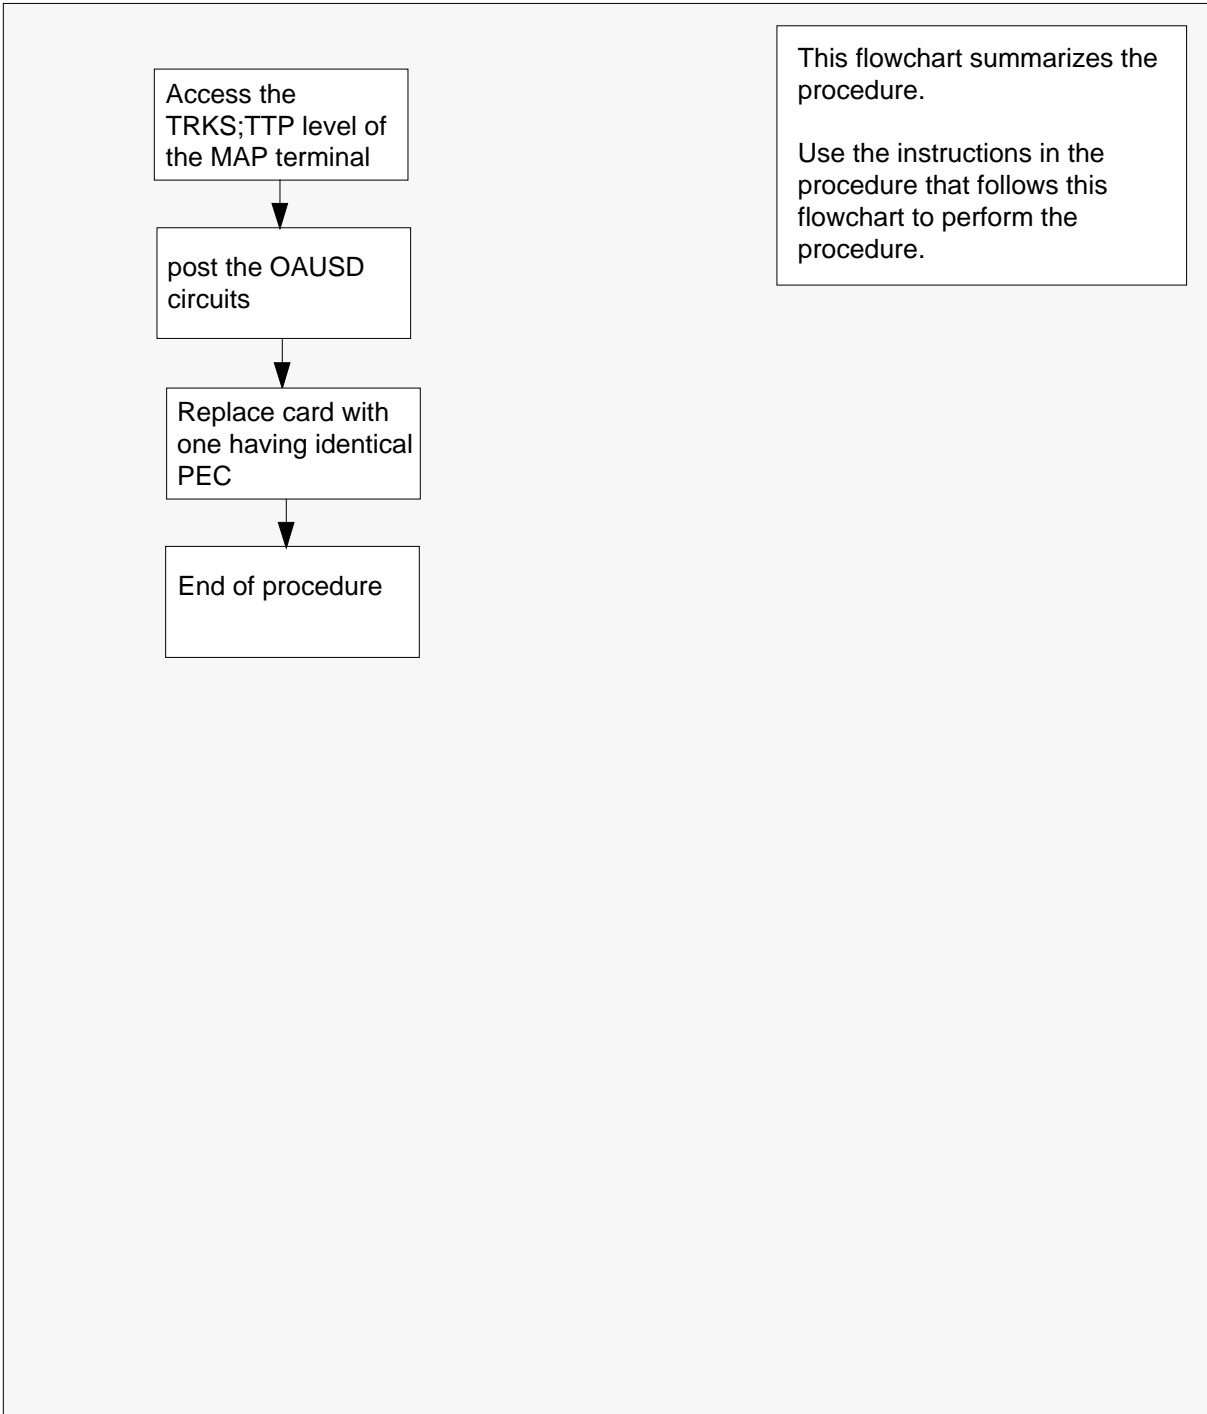 Access the
TRKS;TTP level of
the MAP terminal
post the OAUSD
circuits
Replace card with
one having identical
PEC
End of procedure
This flowchart summarizes the
procedure.
Use the instructions in the
procedure that follows this
flowchart to perform the
procedure.